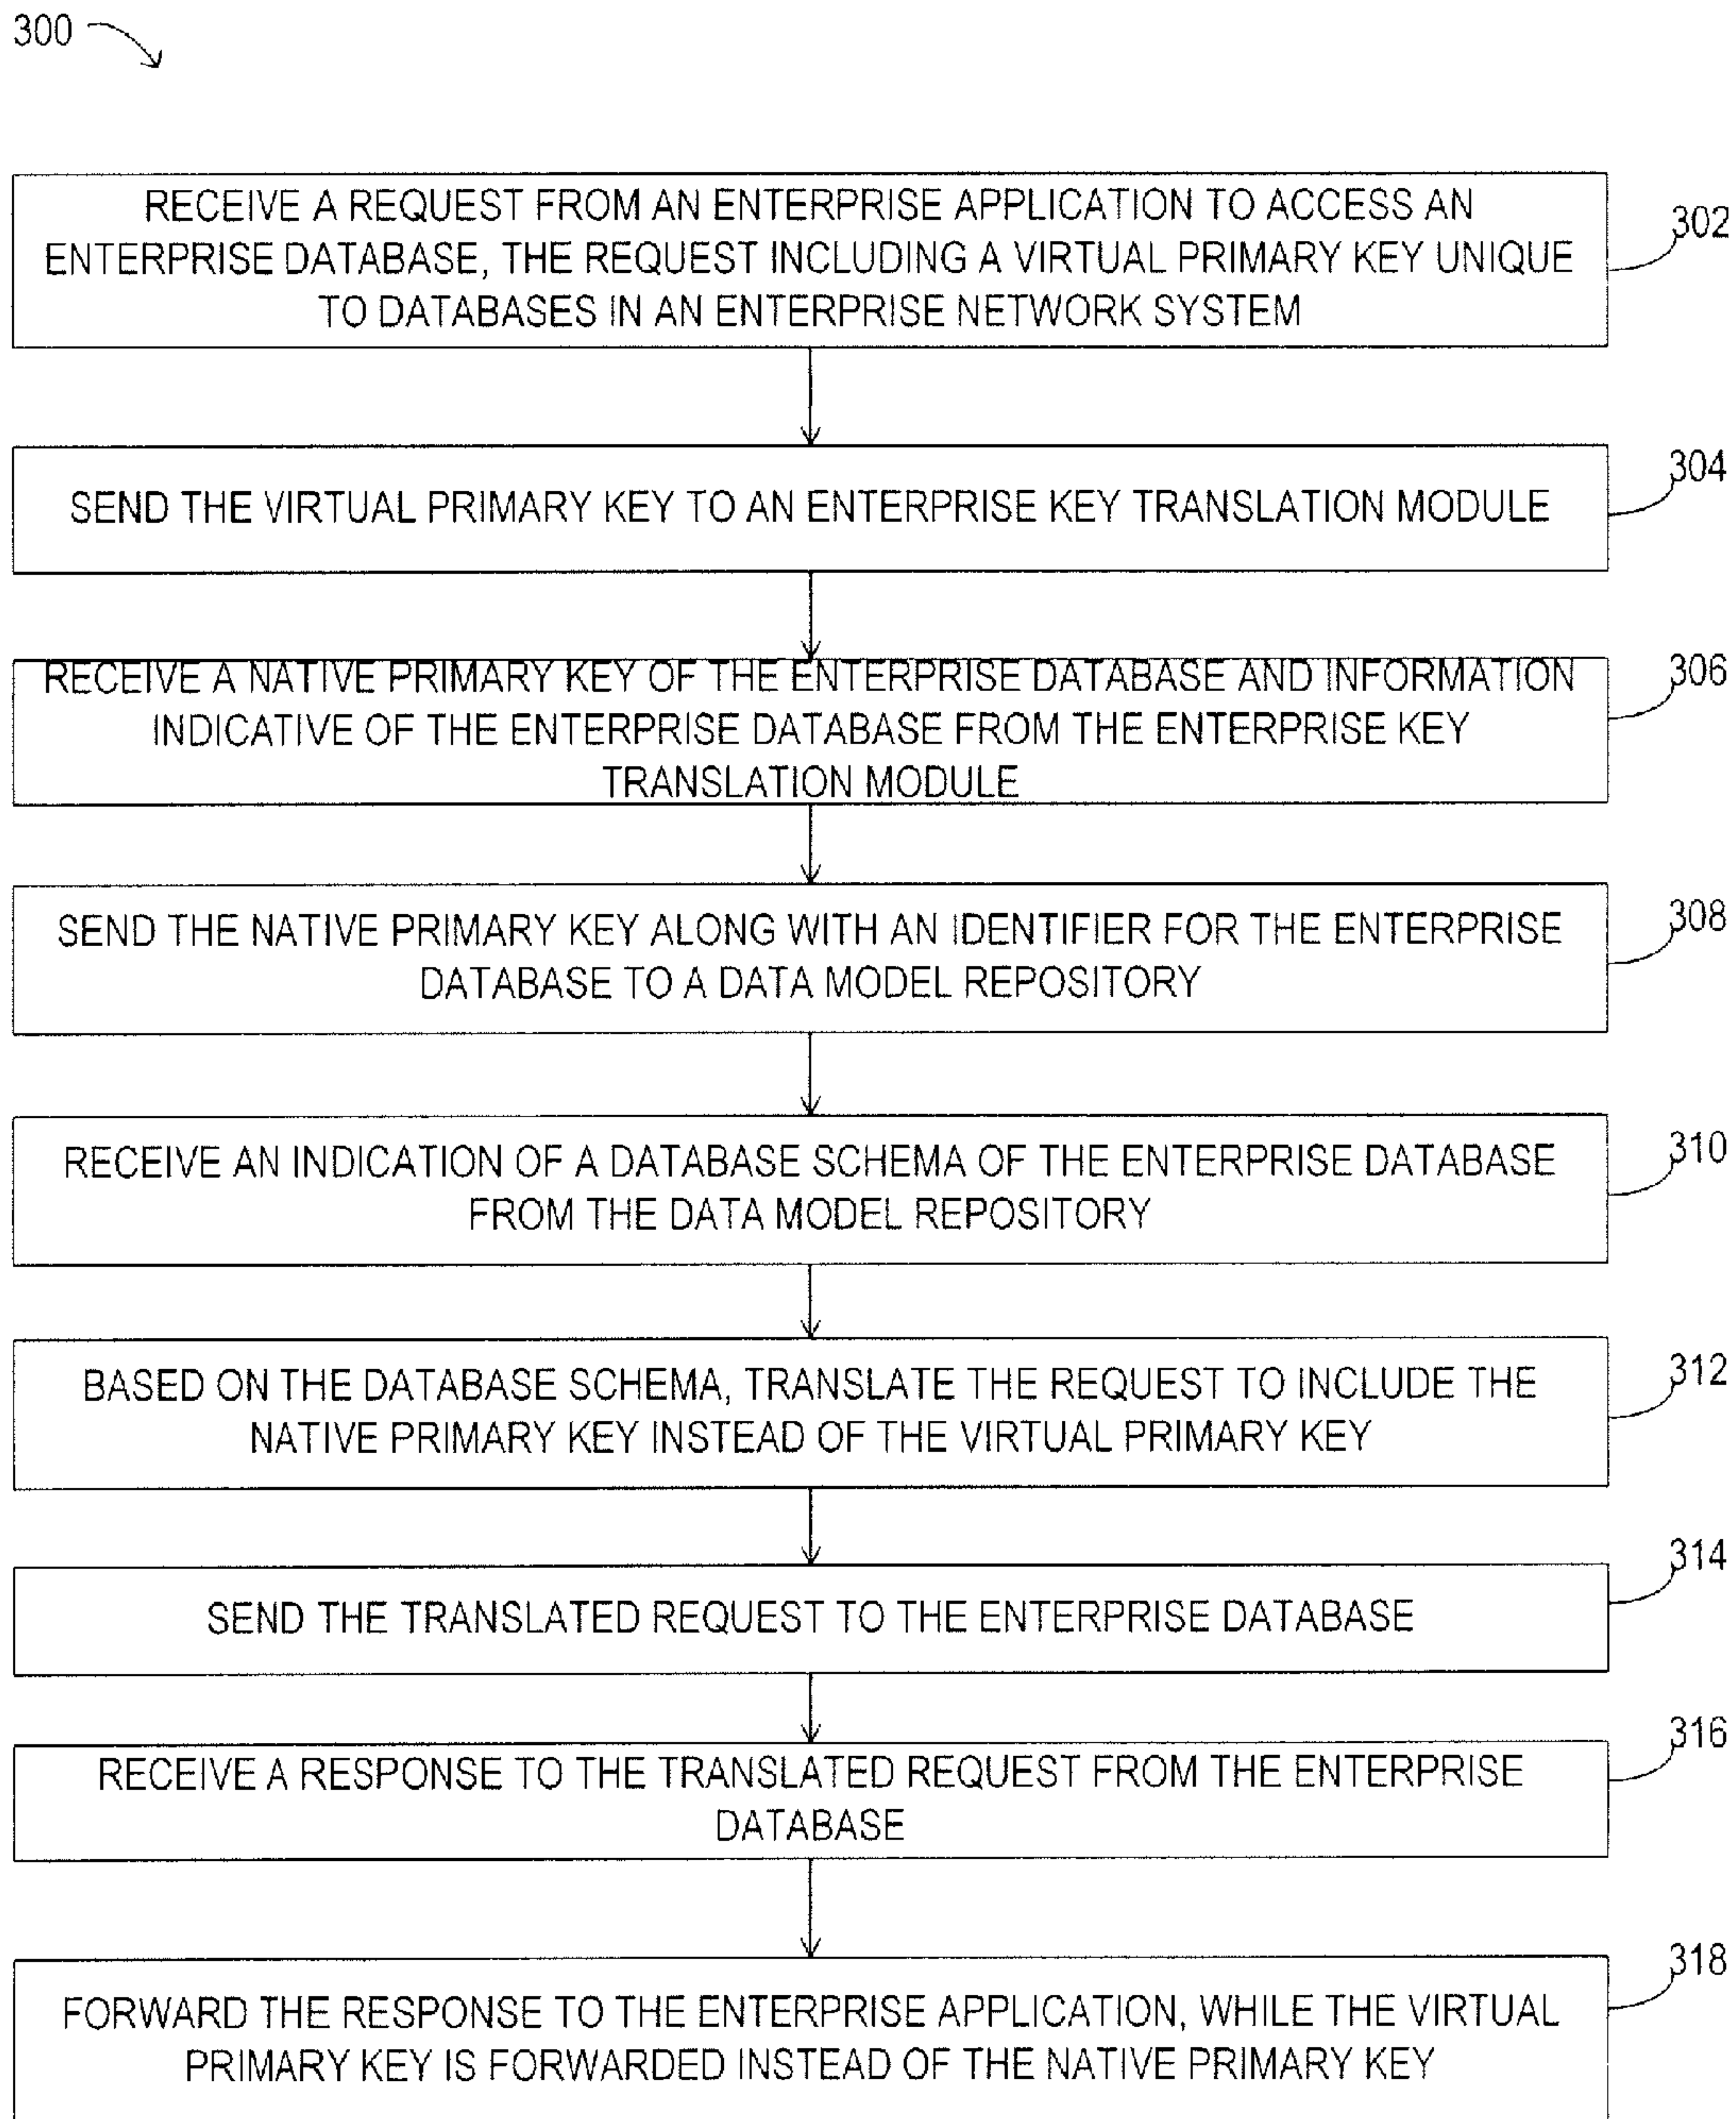 300
RECEIVE A REQUEST FROM AN ENTERPRISE APPLICATION TO ACCESS AN
ENTERPRISE DATABASE, THE REQUEST INCLUDING A VIRTUAL PRIMARY KEY UNIQUE
TO DATABASES IN AN ENTERPRISE NETWORK SYSTEM
302
SEND THE VIRTUAL PRIMARY KEY TO AN ENTERPRISE KEY TRANSLATION MODULE
304
RECEIVE A NATIVE PRIMARY KEY OF THE ENTERPRISE DATABASE AND INFORMATION
INDICATIVE OF THE ENTERPRISE DATABASE FROM THE ENTERPRISE KEY
TRANSLATION MODULE
306
SEND THE NATIVE PRIMARY KEY ALONG WITH AN IDENTIFIER FOR THE ENTERPRISE
DATABASE TO A DATA MODEL REPOSITORY
308
RECEIVE AN INDICATION OF A DATABASE SCHEMA OF THE ENTERPRISE DATABASE
FROM THE DATA MODEL REPOSITORY
310
BASED ON THE DATABASE SCHEMA, TRANSLATE THE REQUEST TO INCLUDE THE
NATIVE PRIMARY KEY INSTEAD OF THE VIRTUAL PRIMARY KEY
312
SEND THE TRANSLATED REQUEST TO THE ENTERPRISE DATABASE
314
RECEIVE A RESPONSE TO THE TRANSLATED REQUEST FROM THE ENTERPRISE
DATABASE
316
FORWARD THE RESPONSE TO THE ENTERPRISE APPLICATION, WHILE THE VIRTUAL
PRIMARY KEY IS FORWARDED INSTEAD OF THE NATIVE PRIMARY KEY
318